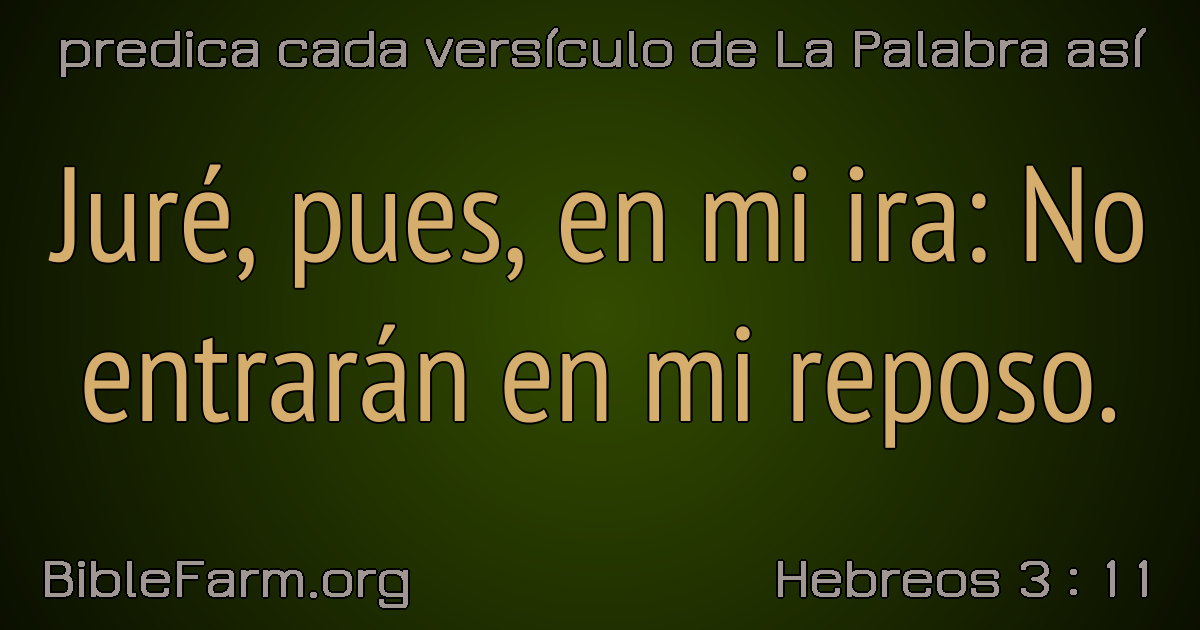 predica cada versículo de La Palabra así
Juré, pues, en mi ira: No
entrarán en mi reposo.
BibleFarm.org
Hebreos 3 : 11